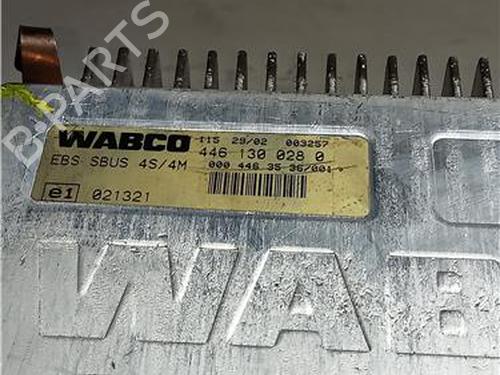 B-PARTS
WABCO 115 29/02 003257
446 130 028 0
EBS SBUS 4S/4M 000 446 35 36/001
e1 021321
WAB